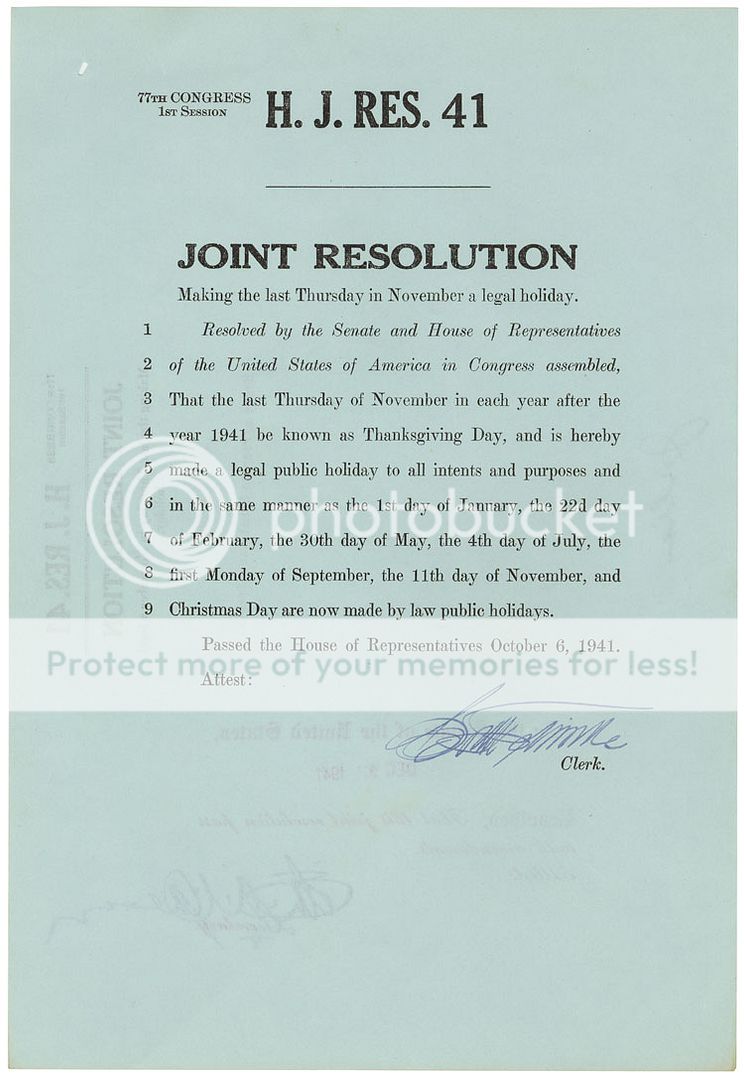 77TH CONGRESS
1ST SESSION
H. J. RES. 41
JOINT RESOLUTION
Making the last Thursday in November a legal holiday.
1 Resolved by the Senate and House of Representatives
2 of the United States of America in Congress assembled,
3 That the last Thursday of November in each year after the
4 year 1941 be known as Thanksgiving Day, and is hereby
5 made a legal public holiday to all intents and purposes and
6 in the same manner as the 1st day of January, the 22d day
7 of February, the 30th day of May, the 4th day of July, the
8 first Monday of September, the 11th day of November, and
9 Christmas Day are now made by law public holidays.
Passed the House of Representatives October 6, 1941.
Attest:
Clerk.
photobucket
Protect more of your memories for less!